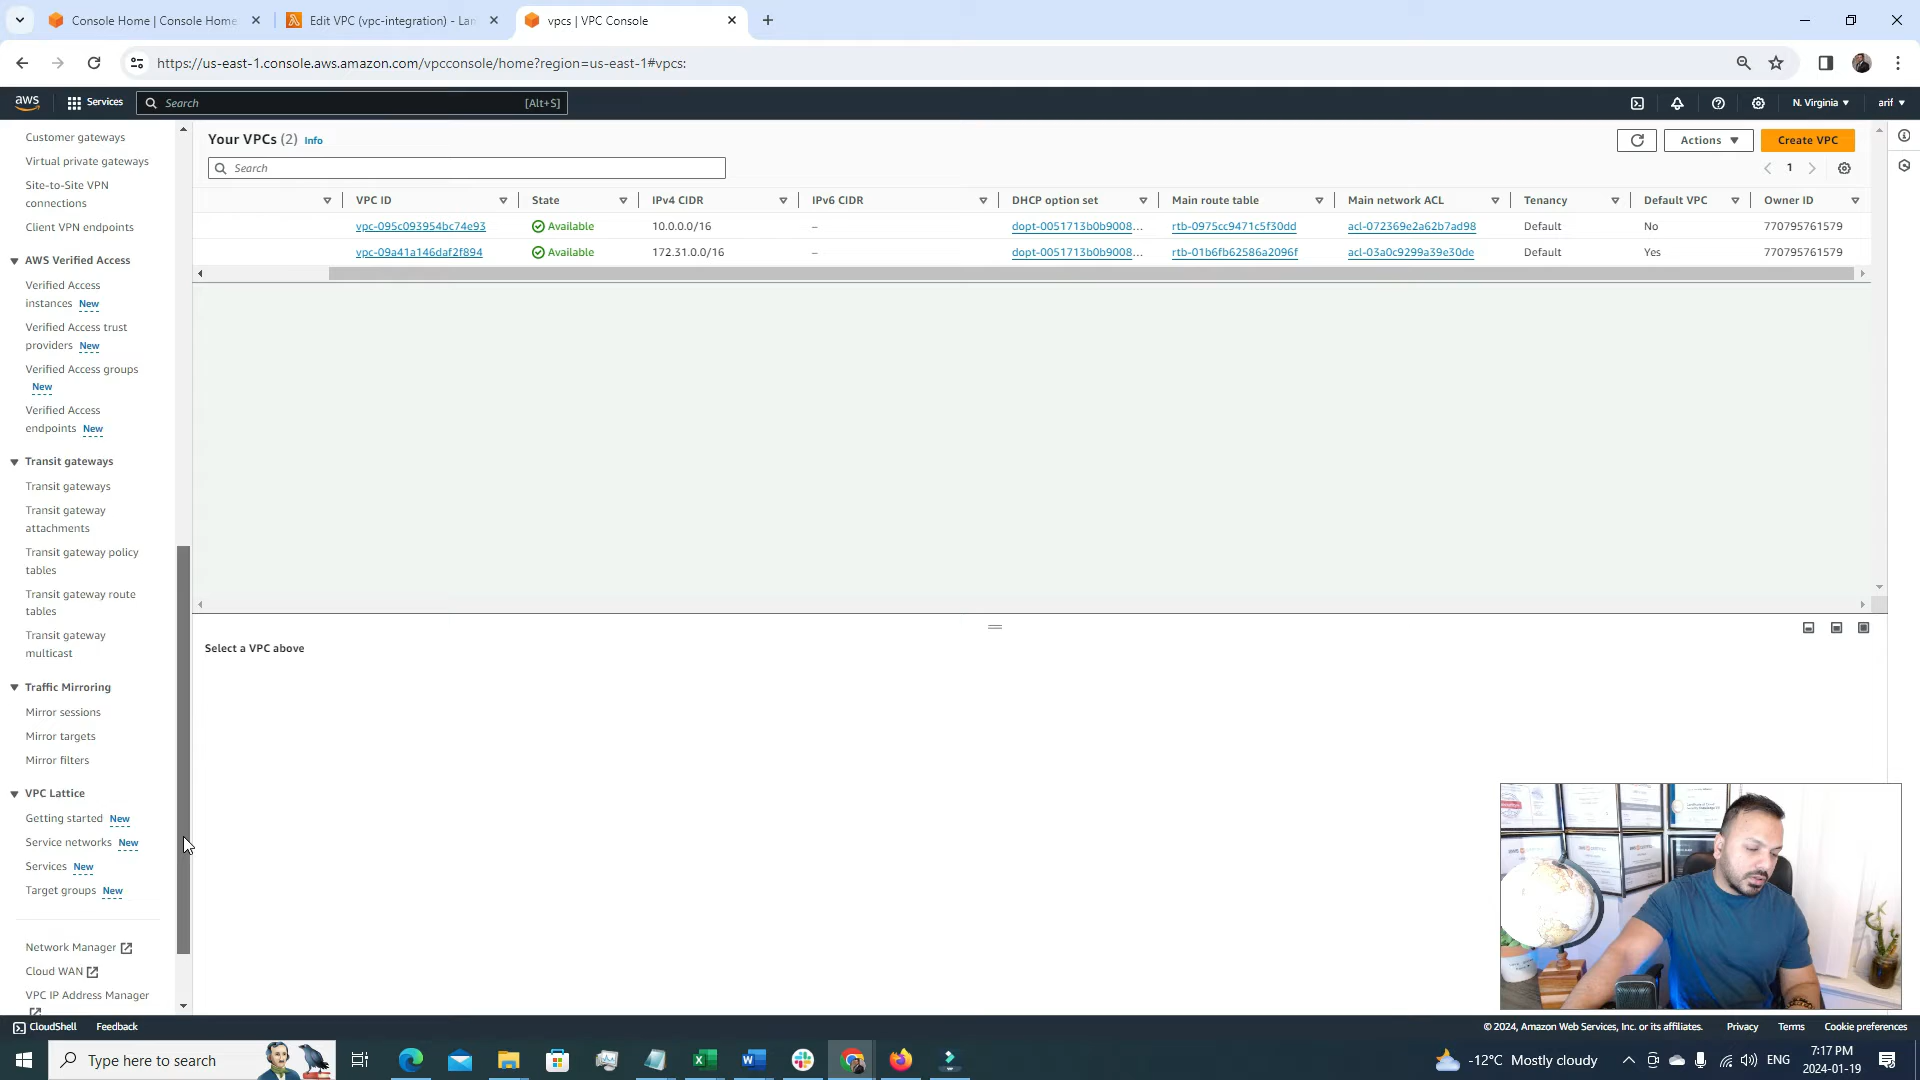 Console Home | Console Home
Edit VPC (vpc-integration) - Lam
vpcs | VPC Console
https://us-east-1.console.aws.amazon.com/vpcconsole/home?region=us-east-1#vpcs:
aws
Services
Search
[Alt+S]
N. Virginia
arif
Customer gateways
Virtual private gateways
Site-to-Site VPN
connections
Client VPN endpoints
AWS Verified Access
Verified Access
instances New
Verified Access trust
providers New
Verified Access groups
New
Verified Access
endpoints New
Transit gateways
Transit gateways
Transit gateway
attachments
Transit gateway policy
tables
Transit gateway route
tables
Transit gateway
multicast
Traffic Mirroring
Mirror sessions
Mirror targets
Mirror filters
VPC Lattice
Getting started New
Service networks New
Services New
Target groups New
Network Manager
Cloud WAN
VPC IP Address Manager
Your VPCs (2) Info
Actions
Create VPC
Search
1
VPC ID State IPv4 CIDR IPv6 CIDR DHCP option set Main route table Main network ACL Tenancy Default VPC Owner ID
vpc-095c093954bc74e93 Available 10.0.0.0/16 – dopt-0051713b0b9008... rtb-0975cc9471c5f30dd acl-072369e2a62b7ad98 Default No 770795761579
vpc-09a41a146daf2f894 Available 172.31.0.0/16 – dopt-0051713b0b9008... rtb-01b6fb62586a2096f acl-03a0c9299a39e30de Default Yes 770795761579
Select a VPC above
CloudShell
Feedback
© 2024, Amazon Web Services, Inc. or its affiliates.
Privacy
Terms
Cookie preferences
Type here to search
-12°C Mostly cloudy
ENG
7:17 PM
2024-01-19